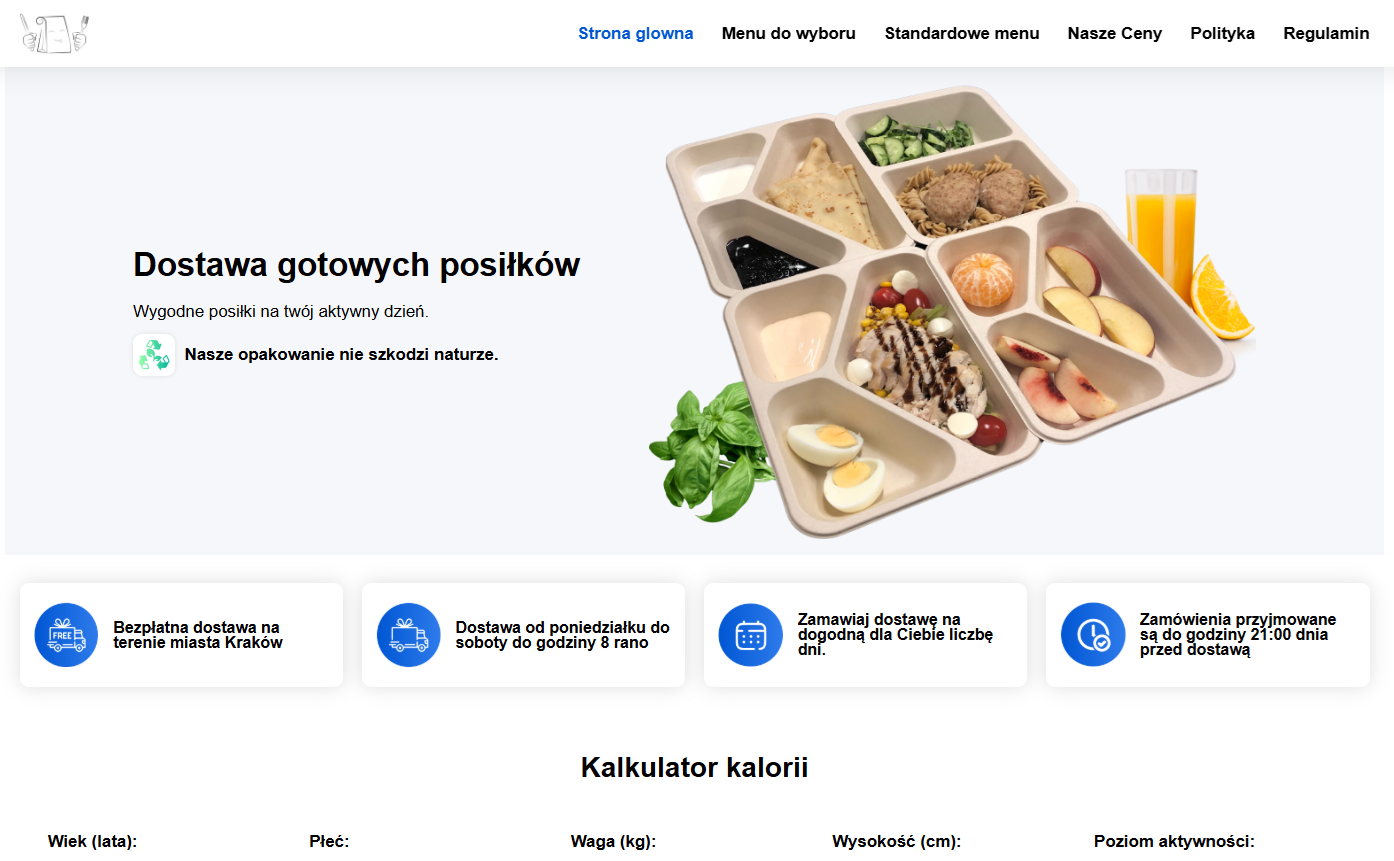 Strona glowna Menu do wyboru Standardowe menu Nasze Ceny Polityka Regulamin
Dostawa gotowych posiłków
Wygodne posiłki na twój aktywny dzień.
Nasze opakowanie nie szkodzi naturze.
FREE
Bezpłatna dostawa na
terenie miasta Kraków
Dostawa od poniedziałku do
soboty do godziny 8 rano
Zamawiaj dostawę na
dogodną dla Ciebie liczbę
dni.
Zamówienia przyjmowane
są do godziny 21:00 dnia
przed dostawą
Kalkulator kalorii
Wiek (lata): Płeć: Waga (kg): Wysokość (cm): Poziom aktywności: